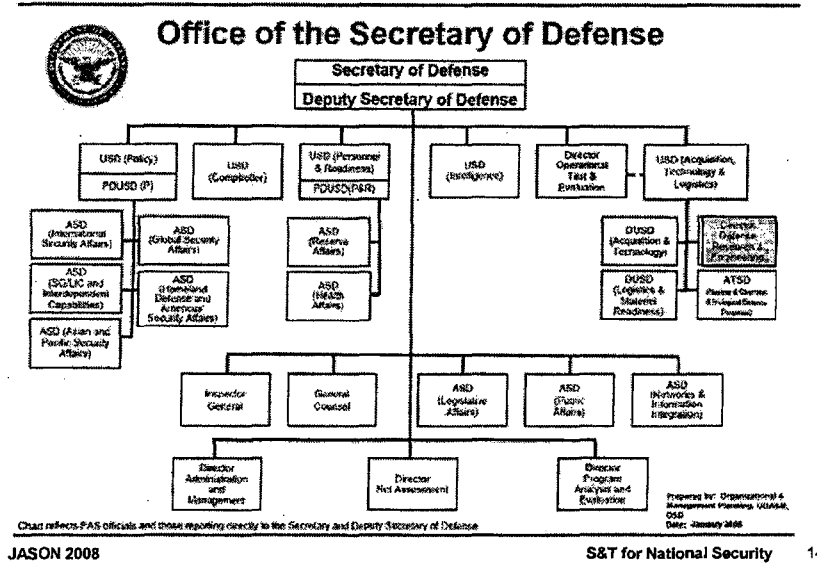 Office of the Secretary of Defense
Secretary of Defense
Deputy Secretary of Defense
USD (Policy)
PDUSD (P)
USD
(Comptroller)
USD (Personnel
& Readiness)
PDUSD(P&R)
USD
(Intelligence)
Director
Operational
Test &
Evaluation
USD (Acquisition,
Technology &
Logistics)
ASD
(International
Security Affairs)
ASD
(Global Security
Affairs)
ASD
(SO/LIC and
Interdependent
Capabilities)
ASD
(Homeland
Defense and
Americas'
Security Affairs)
ASD (Asian and
Pacific Security
Affairs)
ASD
(Reserve
Affairs)
ASD
(Health
Affairs)
DUSD
(Acquisition &
Technology)
Director,
Defense
Research &
Engineering
DUSD
(Logistics &
Materiel
Readiness)
ATSD
Inspector
General
General
Counsel
ASD
(Legislative
Affairs)
ASD
(Public
Affairs)
ASD
(Networks &
Information
Integration)
Director
Administration
and
Management
Director
Net Assessment
Director
Program
Analysis and
Evaluation
Chart reflects PAS officials and those reporting directly to the Secretary and Deputy Secretary of Defense
Organizational &
Management Planning,
OSD
Date: January
JASON 2008
S&T for National Security